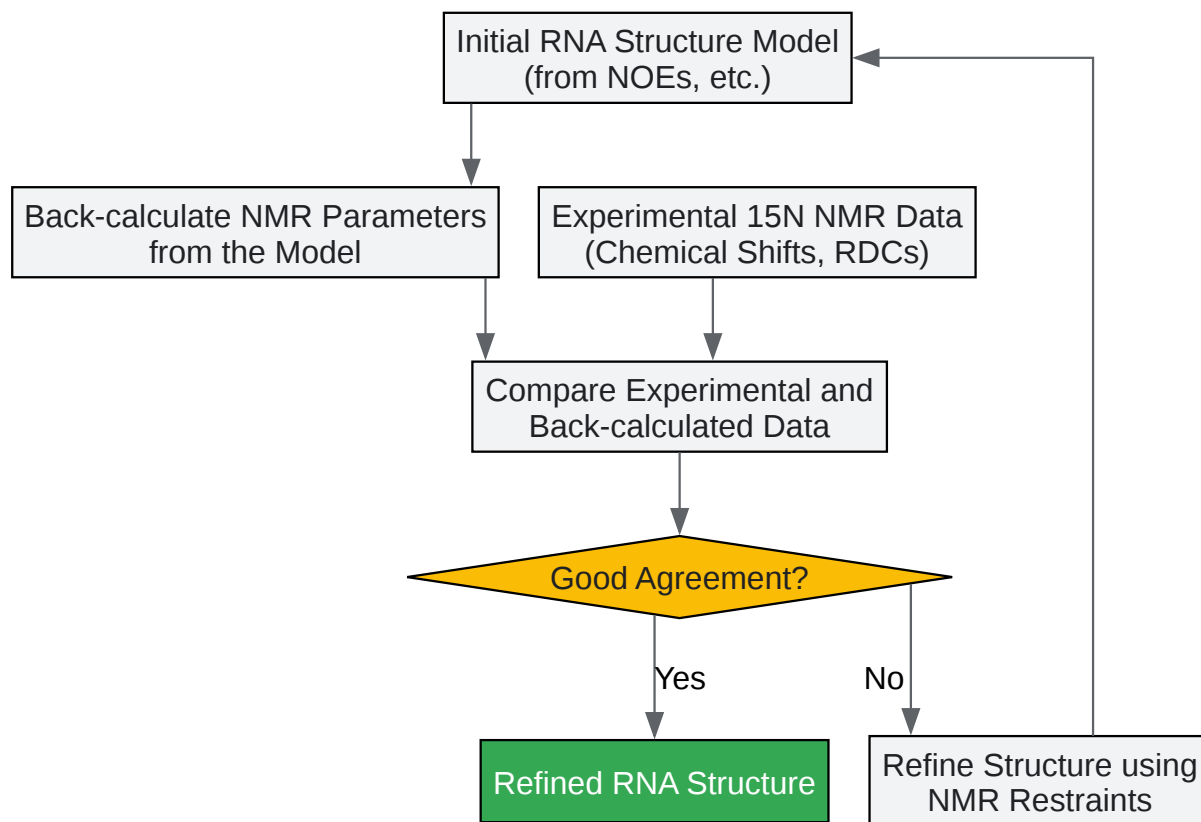 Initial RNA Structure Model
(from NOEs, etc.)
Back-calculate NMR Parameters
from the Model
Experimental 15N NMR Data
(Chemical Shifts, RDCs)
Compare Experimental and
Back-calculated Data
Good Agreement?
Yes
No
Refined RNA Structure
Refine Structure using
NMR Restraints